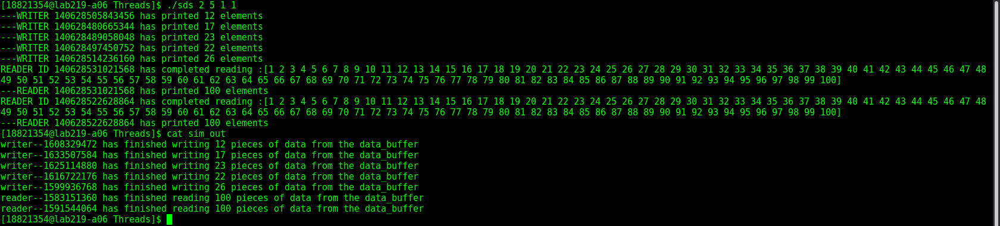 [18821354@lab219-a06 Threads]$ ./sds 2 5 1 1
---WRITER 140628505843456 has printed 12 elements
---WRITER 140628480665344 has printed 17 elements
---WRITER 140628489058048 has printed 23 elements
---WRITER 140628497450752 has printed 22 elements
---WRITER 140628514236160 has printed 26 elements
READER ID 140628531021568 has completed reading :[1 2 3 4 5 6 7 8 9 10 11 12 13 14 15 16 17 18 19 20 21 22 23 24 25 26 27 28 29 30 31 32 33 34 35 36 37 38 39 40 41 42 43 44 45 46 47 48
49 50 51 52 53 54 55 56 57 58 59 60 61 62 63 64 65 66 67 68 69 70 71 72 73 74 75 76 77 78 79 80 81 82 83 84 85 86 87 88 89 90 91 92 93 94 95 96 97 98 99 100]
---READER 140628531021568 has printed 100 elements
READER ID 140628522628864 has completed reading :[1 2 3 4 5 6 7 8 9 10 11 12 13 14 15 16 17 18 19 20 21 22 23 24 25 26 27 28 29 30 31 32 33 34 35 36 37 38 39 40 41 42 43 44 45 46 47 48
49 50 51 52 53 54 55 56 57 58 59 60 61 62 63 64 65 66 67 68 69 70 71 72 73 74 75 76 77 78 79 80 81 82 83 84 85 86 87 88 89 90 91 92 93 94 95 96 97 98 99 100]
---READER 140628522628864 has printed 100 elements
[18821354@lab219-a06 Threads]$ cat sim_out
writer--1608329472 has finished writing 12 pieces of data from the data_buffer
writer--1633507584 has finished writing 17 pieces of data from the data_buffer
writer--1625114880 has finished writing 23 pieces of data from the data_buffer
writer--1616722176 has finished writing 22 pieces of data from the data_buffer
writer--1599936768 has finished writing 26 pieces of data from the data_buffer
reader--1583151360 has finished reading 100 pieces of data from the data_buffer
reader--1591544064 has finished reading 100 pieces of data from the data_buffer
[18821354@lab219-a06 Threads]$